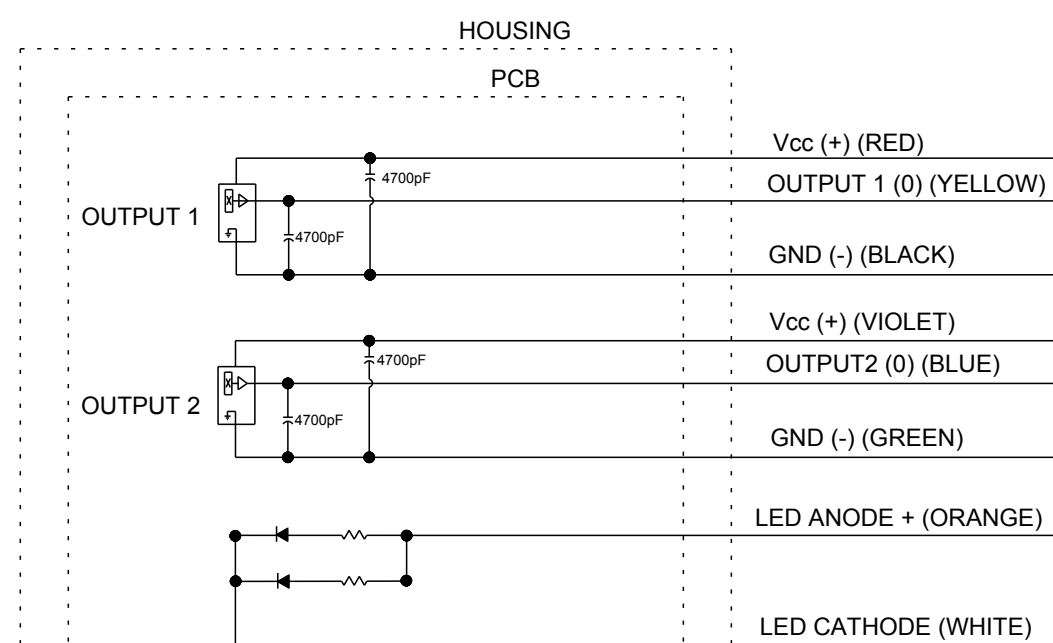 HOUSING
PCB
Vcc (+) (RED)
4700pF
OUTPUT 1 (0) (YELLOW)
OUTPUT 1
X
4700pF
GND (-) (BLACK)
Vcc (+) (VIOLET)
4700pF
OUTPUT2 (0) (BLUE)
X
OUTPUT 2
4700pF
GND (-) (GREEN)
LED ANODE + (ORANGE)
LED CATHODE (WHITE)